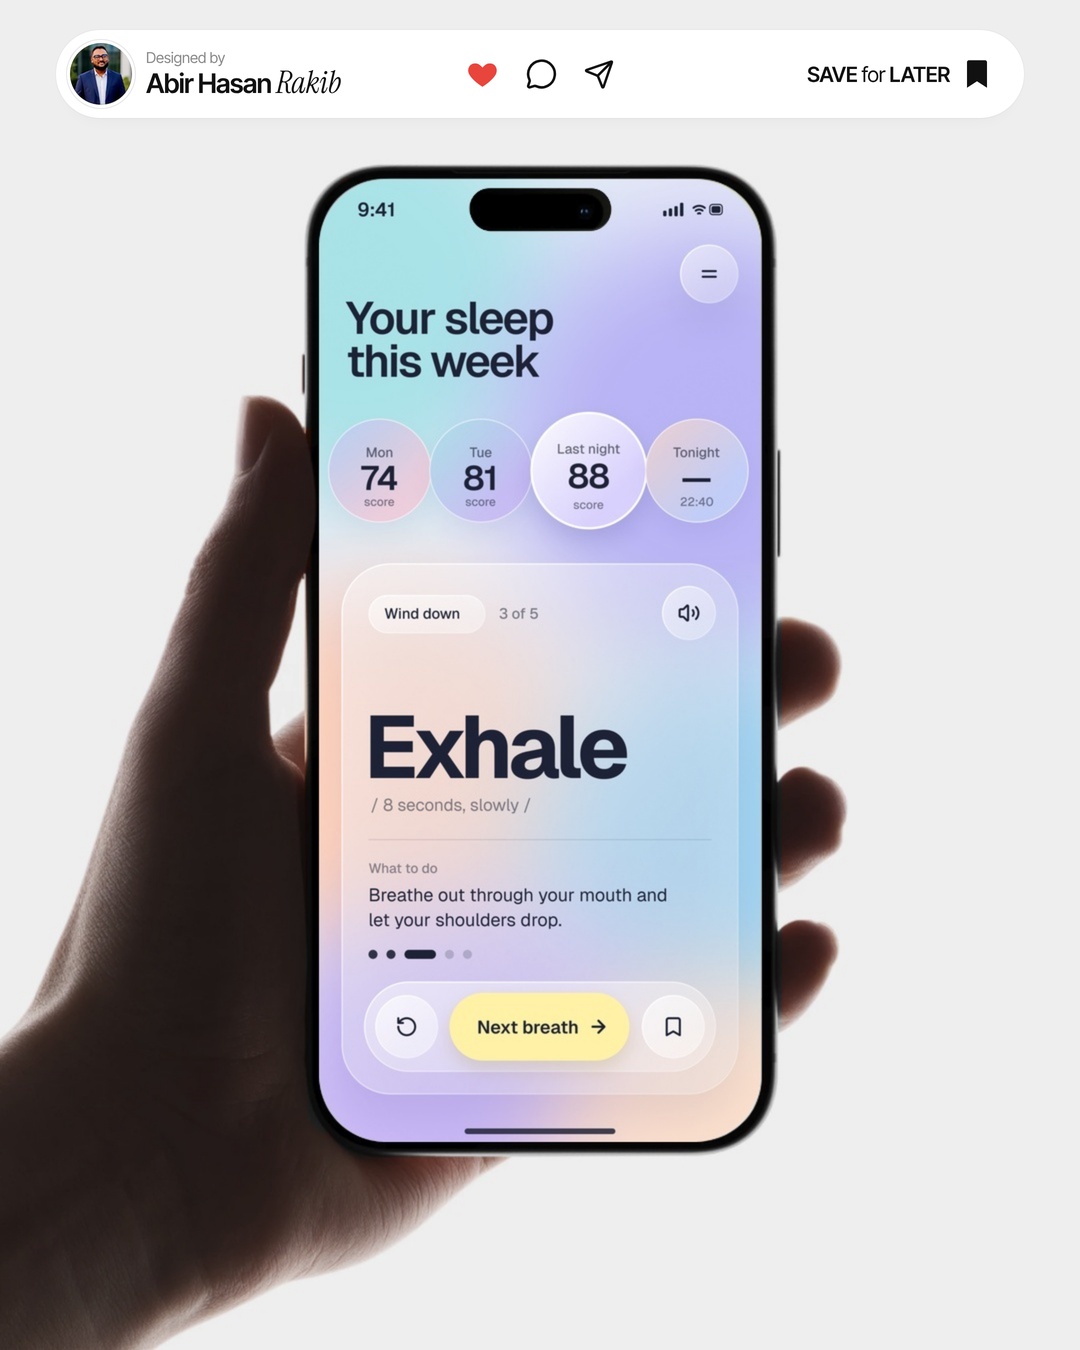 Designed by
Abir Hasan Rakib
SAVE for LATER
9:41
Your sleep
this week
Mon
74
score
Tue
81
score
Last night
88
score
Tonight
—
22:40
Wind down
3 of 5
Exhale
/ 8 seconds, slowly /
What to do
Breathe out through your mouth and
let your shoulders drop.
Next breath →